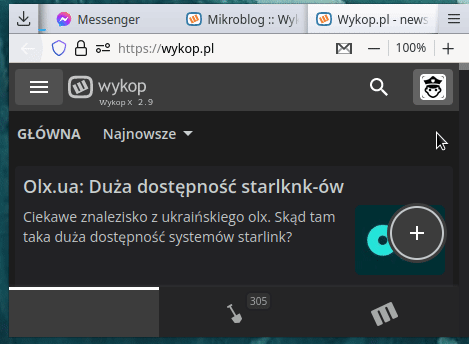 Messenger
Mikroblog :: Wyk
Wykop.pl - news
https://wykop.pl
100%
wykop
Wykop X 2.9
GŁÓWNA
Najnowsze
Olx.ua: Duża dostępność starlknk-ów
Ciekawe znalezisko z ukraińskiego olx. Skąd tam
taka duża dostępność systemów starlink?
305